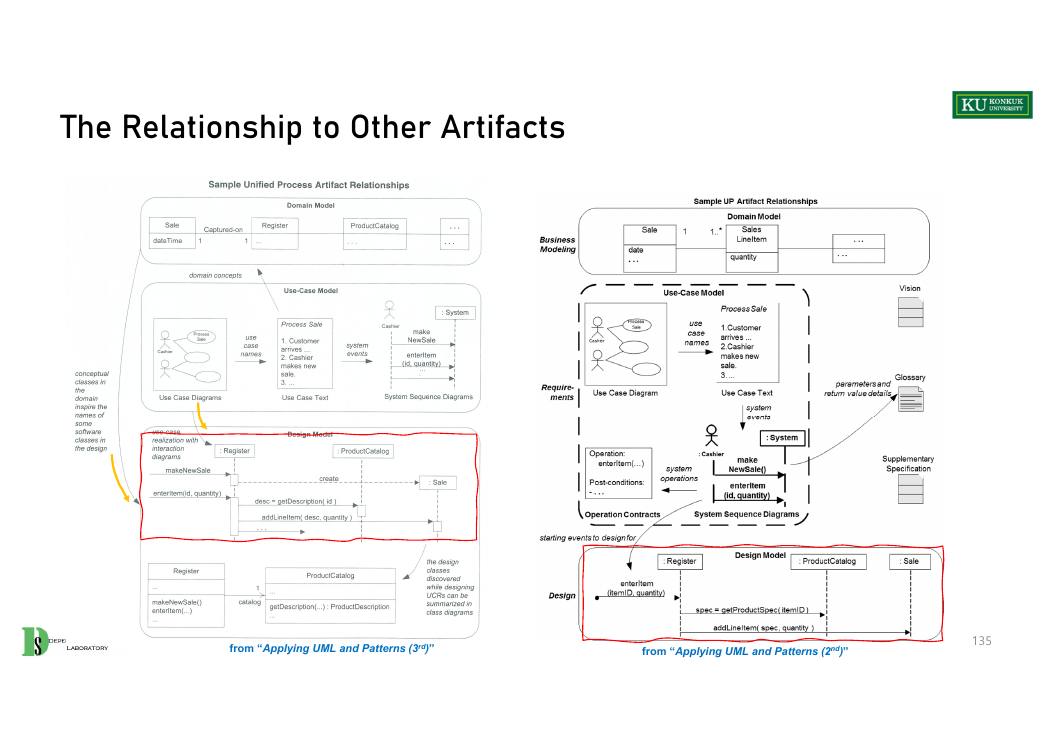 The Relationship to Other Artifacts
KU KONKUK
UNIVERSITY
Sample Unified Process Artifact Relationships
Domain Model
Sale
dateTime
Captured-on
1
1
Register
...
ProductCatalog
. . .
. . .
. . .
domain concepts
Use-Case Model
Process
Sale
Cashier
use
case
names
Process Sale
1. Customer
arrives ...
2. Cashier
makes new
sale.
3. ...
system
events
Cashier
: System
make
NewSale
enterItem
(id, quantity)
...
Use Case Diagrams
Use Case Text
System Sequence Diagrams
conceptual
classes in
the
domain
inspire the
names of
some
software
classes in
the design
Design Model
use-case
realization with
interaction
diagrams
: Register
: ProductCatalog
: Sale
makeNewSale
create
enterItem(id, quantity)
desc = getDescription( id )
addLineItem( desc, quantity )
. . .
Register
...
makeNewSale()
enterItem(...)
...
1
catalog
ProductCatalog
...
getDescription(...) : ProductDescription
...
the design
classes
discovered
while designing
UCRs can be
summarized in
class diagrams
from “Applying UML and Patterns (3rd)”
Sample UP Artifact Relationships
Domain Model
Business
Modeling
Sale
date
. . .
1
1..*
Sales
LineItem
quantity
. . .
. . .
Use-Case Model
Process
Sale
Cashier
use
case
names
Process Sale
1.Customer
arrives ...
2.Cashier
makes new
sale.
3. ...
Use Case Diagram
Use Case Text
Require-
ments
system
events
: Cashier
: System
make
NewSale()
enterItem
(id, quantity)
system
operations
Operation:
enterItem(…)
Post-conditions:
- . . .
Operation Contracts
System Sequence Diagrams
Vision
parameters and
return value details
Glossary
Supplementary
Specification
starting events to design for
Design Model
Design
: Register
: ProductCatalog
: Sale
enterItem
(itemID, quantity)
spec = getProductSpec( itemID )
addLineItem( spec, quantity )
from “Applying UML and Patterns (2nd)”
DS
LABORATORY
135